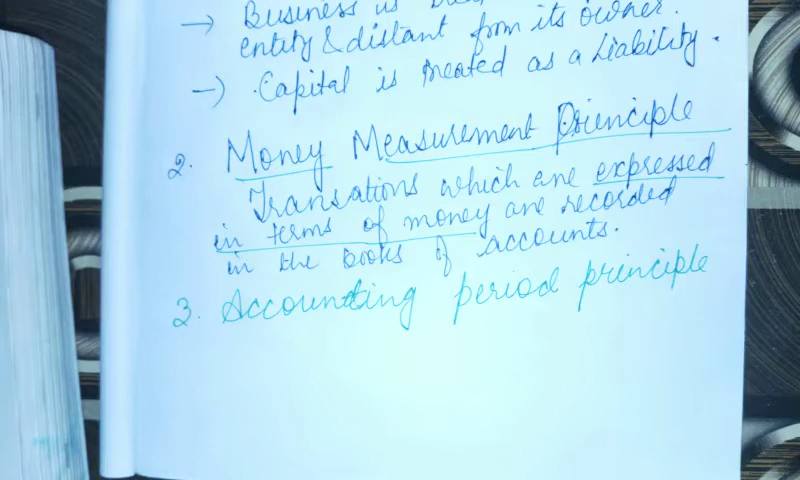 → Business is
entity & distant from its owner.
→ Capital is treated as a liability.
2. Money Measurement Principle
Transations which are expressed
in terms of money are recorded
in the books of accounts.
3. Accounting period principle